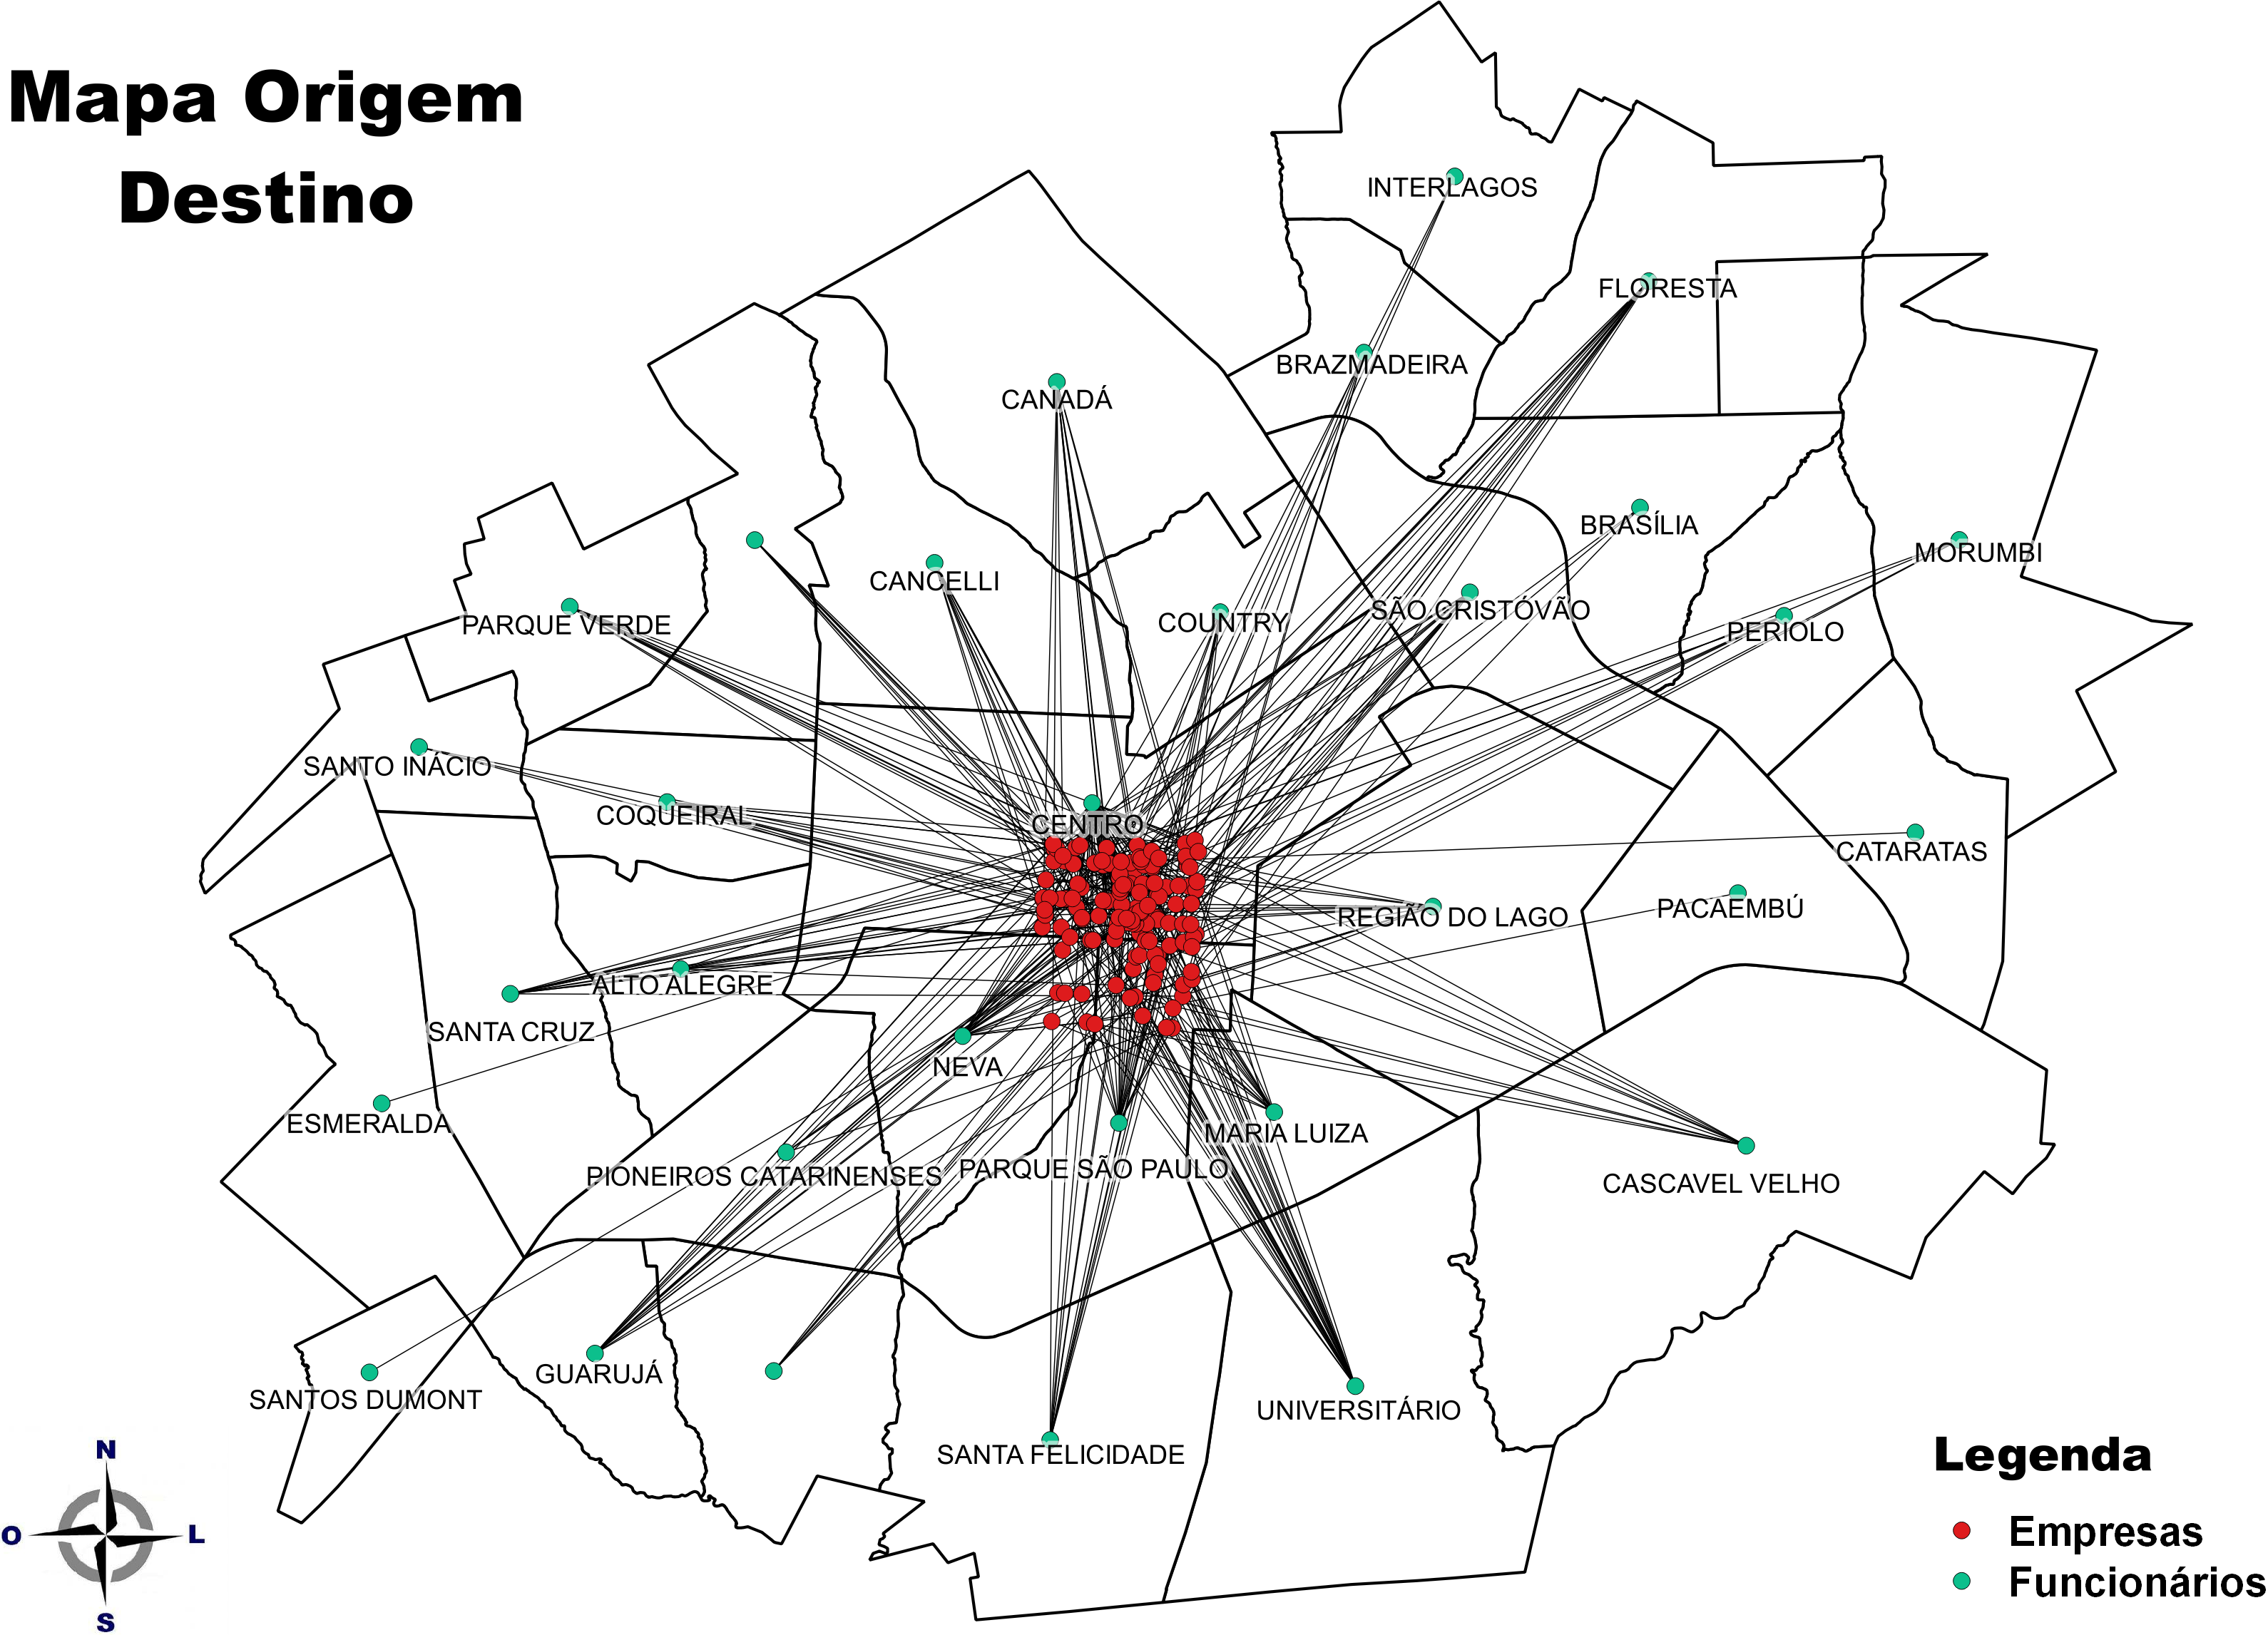 Mapa Origem
Destino
INTERLAGOS
FLORESTA
BRAZMADEIRA
CANADÁ
BRASÍLIA
MORUMBI
CANCELLI
SÃO CRISTÓVÃO
COUNTRY
PARQUE VERDE
PERIOLO
SANTO INÁCIO
COQUEIRAL
CENTRO
CATARATAS
PACAEMBÚ
REGIÃO DO LAGO
ALTO ALEGRE
SANTA CRUZ
NEVA
ESMERALDA
MARIA LUIZA
PIONEIROS CATARINENSES
PARQUE SÃO PAULO
CASCAVEL VELHO
GUARUJÁ
SANTOS DUMONT
UNIVERSITÁRIO
SANTA FELICIDADE
N
O
L
S
Legenda
Empresas
Funcionários